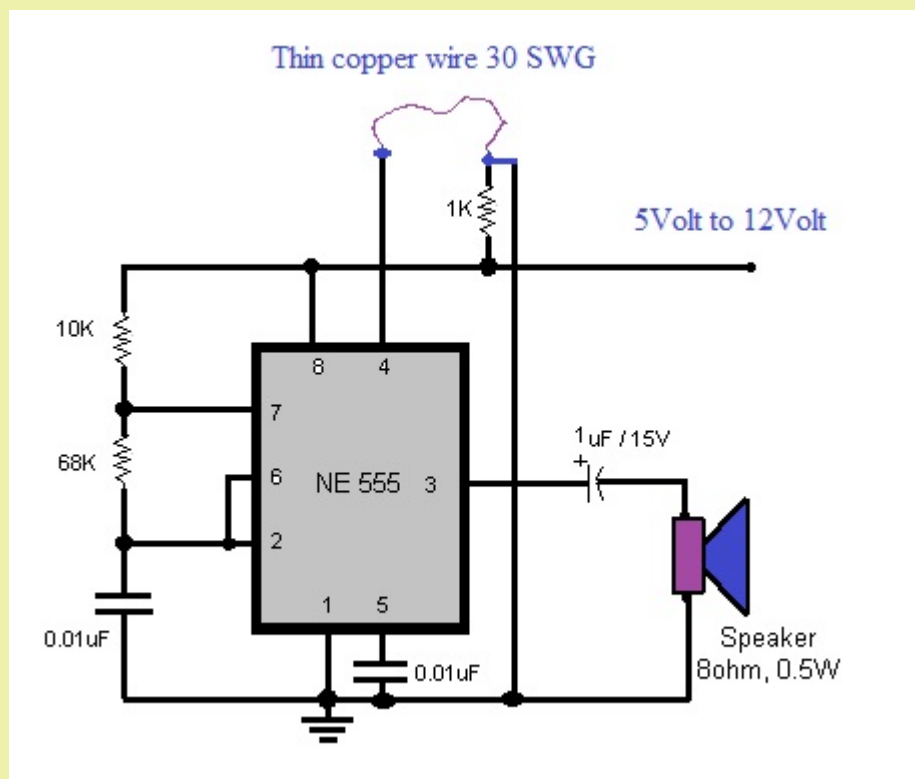 Thin copper wire 30 SWG
1K
5Volt to 12Volt
10K
8 4
7
68K
1uF / 15V
+
6
NE 555 3
2
1 5
0.01uF
0.01uF
Speaker
8ohm, 0.5W